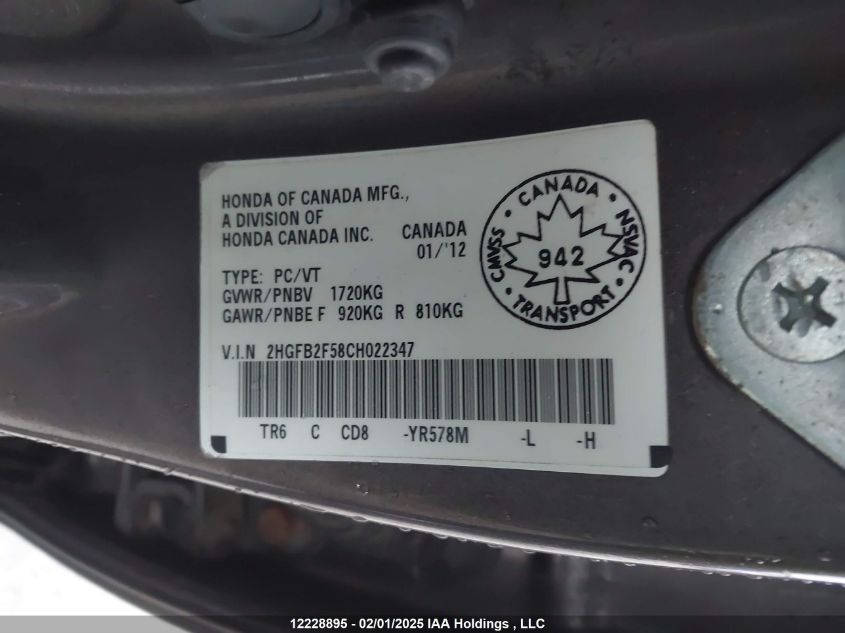 HONDA OF CANADA MFG.,
A DIVISION OF
HONDA CANADA INC. CANADA
01/'12
TYPE: PC/VT
GVWR/PNBV 1720KG
GAWR/PNBE F 920KG R 810KG
V.I.N 2HGFB2F58CH022347
TR6 C CD8 -YR578M -L -H
CANADA
CMVSS 942 NSVAC
TRANSPORT
12228895 - 02/01/2025 IAA Holdings , LLC